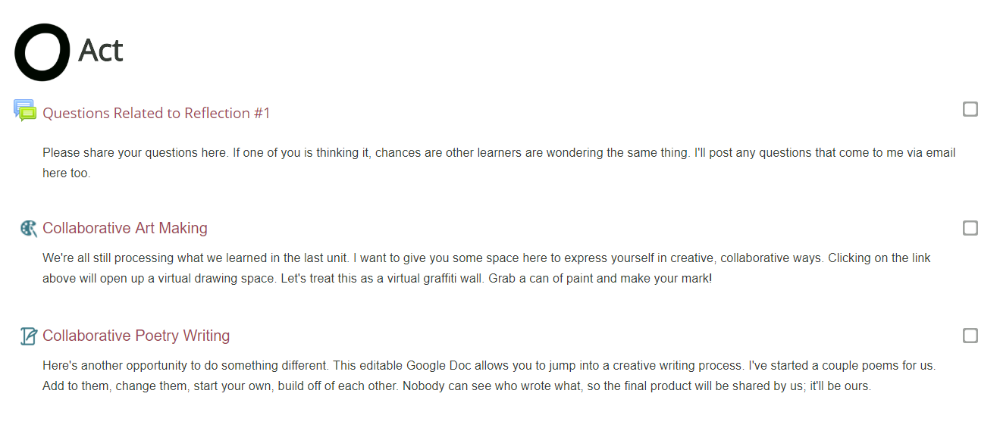 Act
Questions Related to Reflection #1
Please share your questions here. If one of you is thinking it, chances are other learners are wondering the same thing. I'll post any questions that come to me via email
here too.
Collaborative Art Making
We're all still processing what we learned in the last unit. I want to give you some space here to express yourself in creative, collaborative ways. Clicking on the link
above will open up a virtual drawing space. Let's treat this as a virtual graffiti wall. Grab a can of paint and make your mark!
Collaborative Poetry Writing
Here's another opportunity to do something different. This editable Google Doc allows you to jump into a creative writing process. I've started a couple poems for us.
Add to them, change them, start your own, build off of each other. Nobody can see who wrote what, so the final product will be shared by us; it'll be ours.